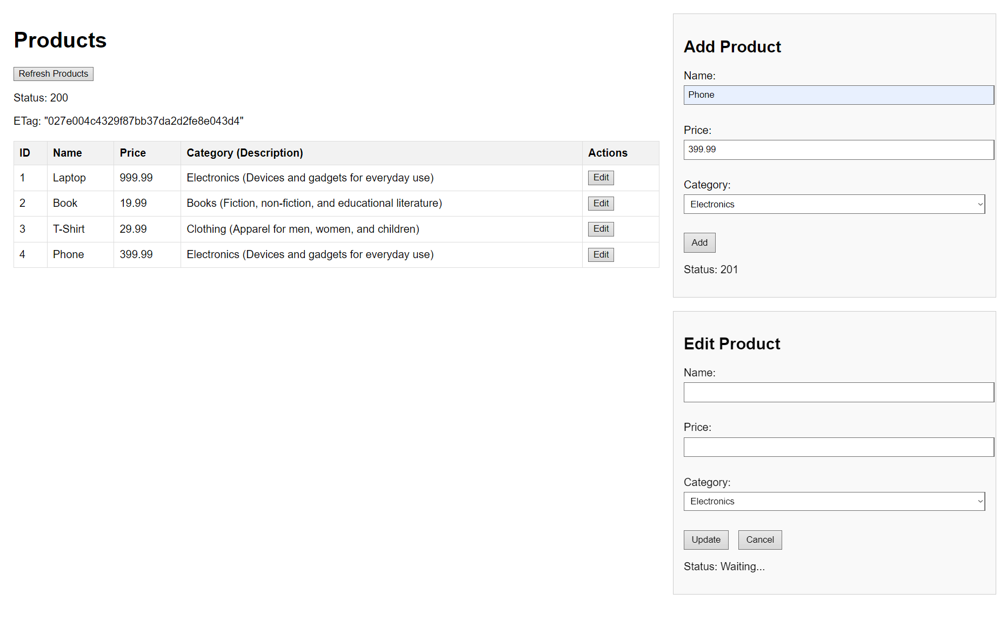 Products
Refresh Products
Status: 200
ETag: "027e004c4329f87bb37da2d2fe8e043d4"
ID Name Price Category (Description) Actions
1 Laptop 999.99 Electronics (Devices and gadgets for everyday use) Edit
2 Book 19.99 Books (Fiction, non-fiction, and educational literature) Edit
3 T-Shirt 29.99 Clothing (Apparel for men, women, and children) Edit
4 Phone 399.99 Electronics (Devices and gadgets for everyday use) Edit
Add Product
Name:
Phone
Price:
399.99
Category:
Electronics
Add
Status: 201
Edit Product
Name:
Price:
Category:
Electronics
Update Cancel
Status: Waiting...